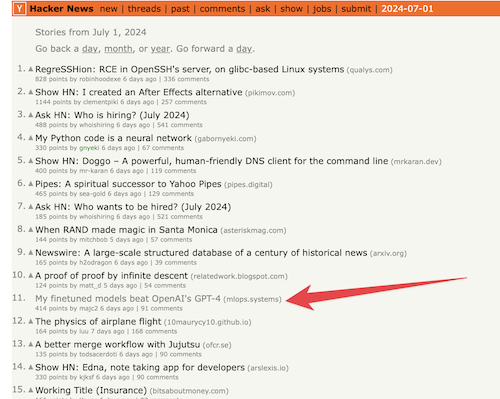 Y Hacker News new | threads | past | comments | ask | show | jobs | submit | 2024-07-01
Stories from July 1, 2024
Go back a day, month, or year. Go forward a day.
1. RegreSSHion: RCE in OpenSSH's server, on glibc-based Linux systems (qualys.com)
828 points by robinhoodexe 6 days ago | 336 comments
2. Show HN: I created an After Effects alternative (pikimov.com)
1144 points by clementpiki 6 days ago | 257 comments
3. Ask HN: Who is hiring? (July 2024)
488 points by whoishiring 6 days ago | 541 comments
4. My Python code is a neural network (gabornyeki.com)
330 points by gnyeki 6 days ago | 67 comments
5. Show HN: Doggo – A powerful, human-friendly DNS client for the command line (mrkaran.dev)
400 points by mr-karan 6 days ago | 119 comments
6. Pipes: A spiritual successor to Yahoo Pipes (pipes.digital)
465 points by sea-gold 6 days ago | 129 comments
7. Ask HN: Who wants to be hired? (July 2024)
185 points by whoishiring 6 days ago | 521 comments
8. When RAND made magic in Santa Monica (asteriskmag.com)
144 points by mitchbob 5 days ago | 57 comments
9. Newswire: A large-scale structured database of a century of historical news (arxiv.org)
165 points by h2odragon 6 days ago | 39 comments
10. A proof of proof by infinite descent (relatedwork.blogspot.com)
124 points by matt_d 5 days ago | 54 comments
11. My finetuned models beat OpenAI's GPT-4 (mlops.systems)
414 points by majc2 6 days ago | 91 comments
12. The physics of airplane flight (10maurycy10.github.io)
164 points by luu 7 days ago | 168 comments
13. A better merge workflow with Jujutsu (ofcr.se)
135 points by todsacerdoti 6 days ago | 90 comments
14. Show HN: Edna, note taking app for developers (arslexis.io)
330 points by kjksf 6 days ago | 90 comments
15. Working Title (Insurance) (bitsaboutmoney.com)